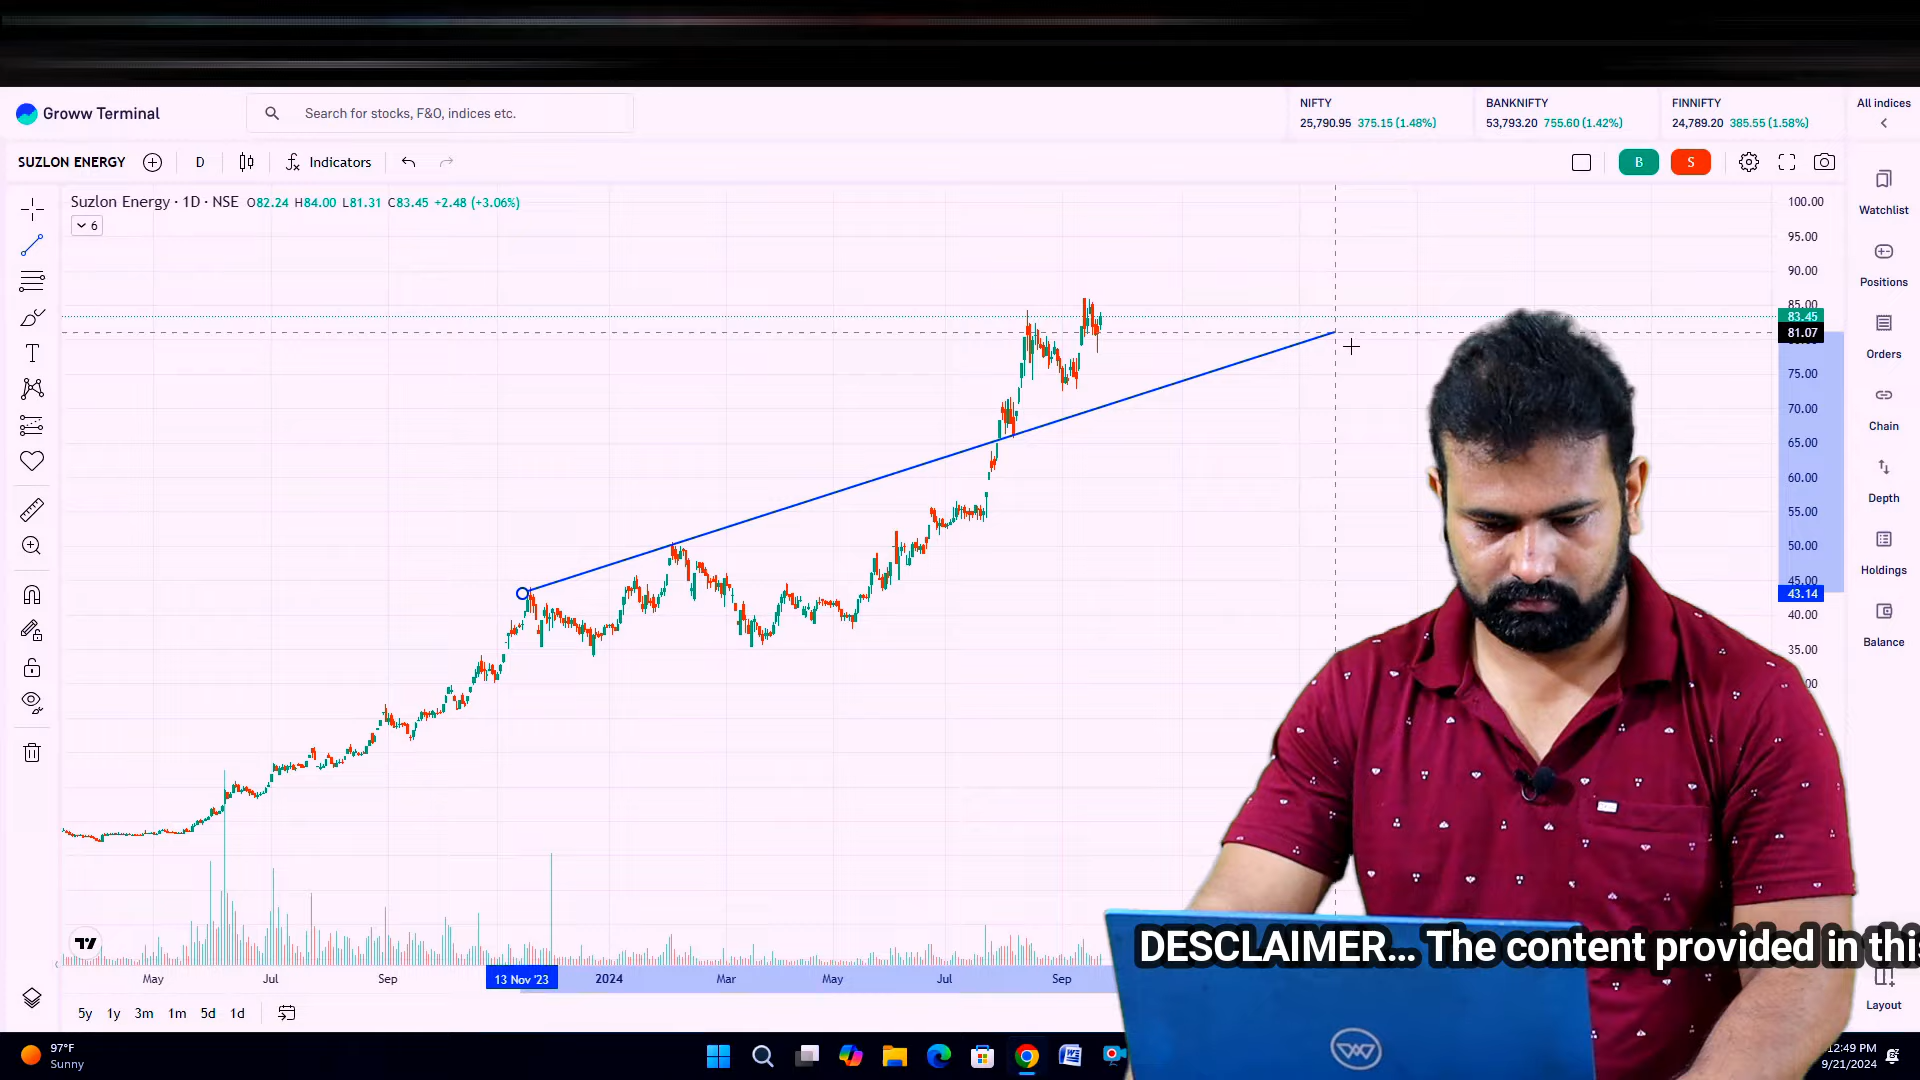 Groww Terminal
Search for stocks, F&O, indices etc.
NIFTY
25,790.95 375.15 (1.48%)
BANKNIFTY
53,793.20 755.60 (1.42%)
FINNIFTY
24,789.20 385.55 (1.58%)
All indices
SUZLON ENERGY
D
Indicators
B
S
Suzlon Energy · 1D · NSE O82.24 H84.00 L81.31 C83.45 +2.48 (+3.06%)
6
100.00
95.00
90.00
85.00
83.45
81.07
75.00
70.00
65.00
60.00
55.00
50.00
45.00
43.14
40.00
35.00
00
Watchlist
Positions
Orders
Chain
Depth
Holdings
Balance
Layout
DESCLAIMER... The content provided in this
May
Jul
Sep
13 Nov '23
2024
Mar
May
Jul
Sep
5y 1y 3m 1m 5d 1d
97°F
Sunny
12:49 PM
9/21/2024